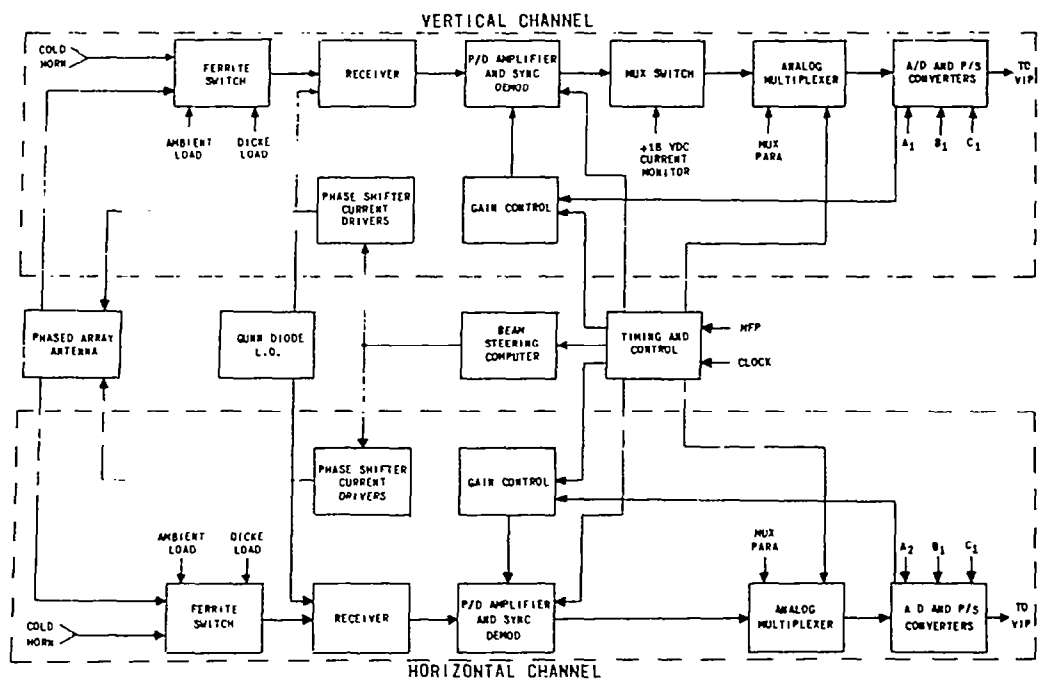 VERTICAL CHANNEL
COLD
HORN
FERRITE
SWITCH
RECEIVER
P/D AMPLIFIER
AND SYNC
DEMOD
MUX SWITCH
ANALOG
MULTIPLEXER
A/D AND P/S
CONVERTERS
TO
VIP
AMBIENT
LOAD
DICKE
LOAD
+18 VDC
CURRENT
MONITOR
MUX
PARA
A1
B1
C1
PHASE SHIFTER
CURRENT
DRIVERS
GAIN CONTROL
PHASED ARRAY
ANTENNA
GUNN DIODE
L.O.
BEAM
STEERING
COMPUTER
TIMING AND
CONTROL
MFP
CLOCK
PHASE SHIFTER
CURRENT
DRIVERS
GAIN CONTROL
AMBIENT
LOAD
DICKE
LOAD
MUX
PARA
A2
B1
C1
FERRITE
SWITCH
RECEIVER
P/D AMPLIFIER
AND SYNC
DEMOD
ANALOG
MULTIPLEXER
A D AND P/S
CONVERTERS
TO
VIP
COLD
HORN
HORIZONTAL CHANNEL